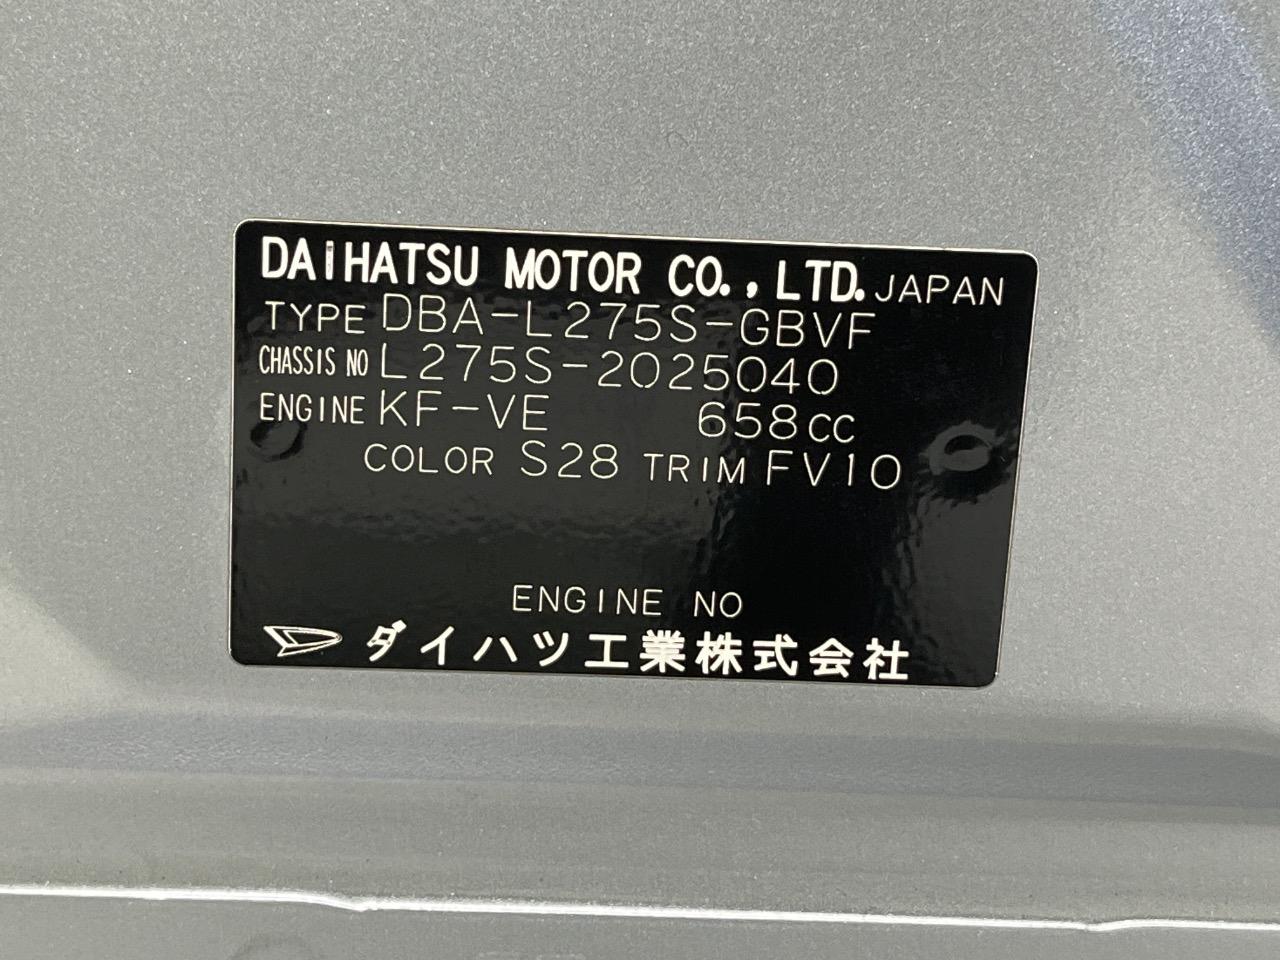 DAiHATSU MOTOR CO., LTD. JAPAN
TYPE DBA-L275S-GBVF
CHASSIS NO L275S-2025040
ENGINE KF-VE 658cc
COLOR S28 TRIM FV10
ENGINE NO
ダイハツ工業株式会社